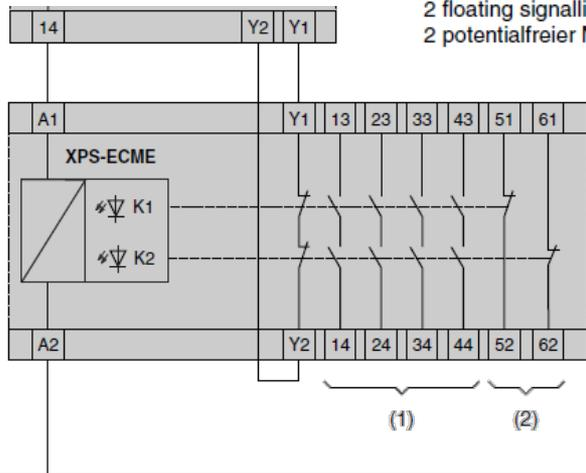 2 floating signalli
2 potentialfreier
14 Y2 Y1
A1 Y1 13 23 33 43 51 61
XPS-ECME
K1
K2
A2 Y2 14 24 34 44 52 62
(1) (2)